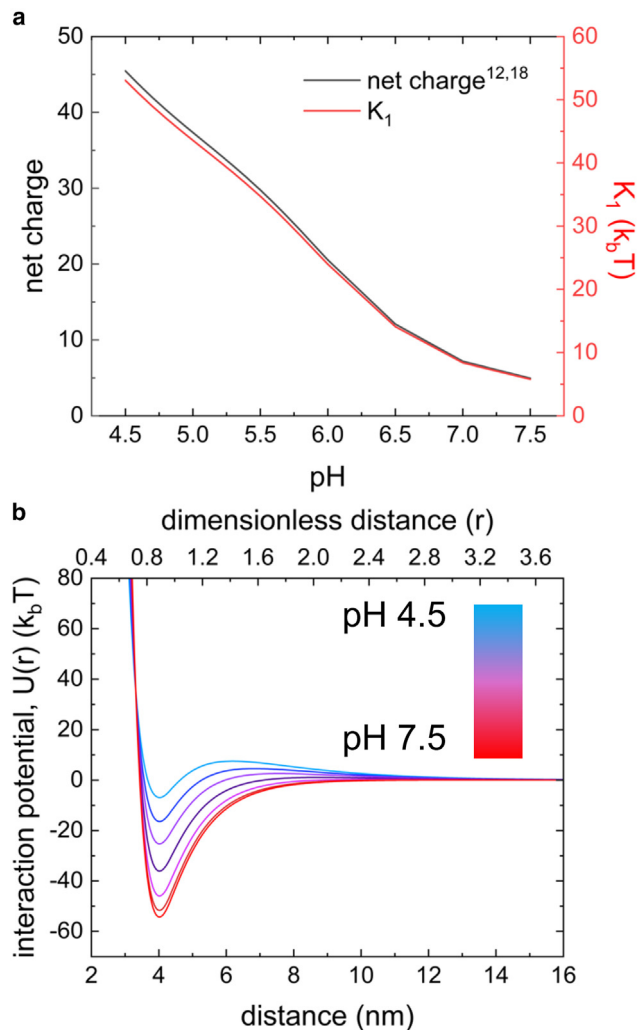 a
50
40
30
20
10
0
net charge
60
50
40
30
20
10
0
K₁ (k_bT)
net charge¹²,¹⁸
K₁
4.5 5.0 5.5 6.0 6.5 7.0 7.5
pH
b
dimensionless distance (r)
0.4 0.8 1.2 1.6 2.0 2.4 2.8 3.2 3.6
80
60
40
20
0
-20
-40
-60
interaction potential, U(r) (k_bT)
pH 4.5
pH 7.5
2 4 6 8 10 12 14 16
distance (nm)